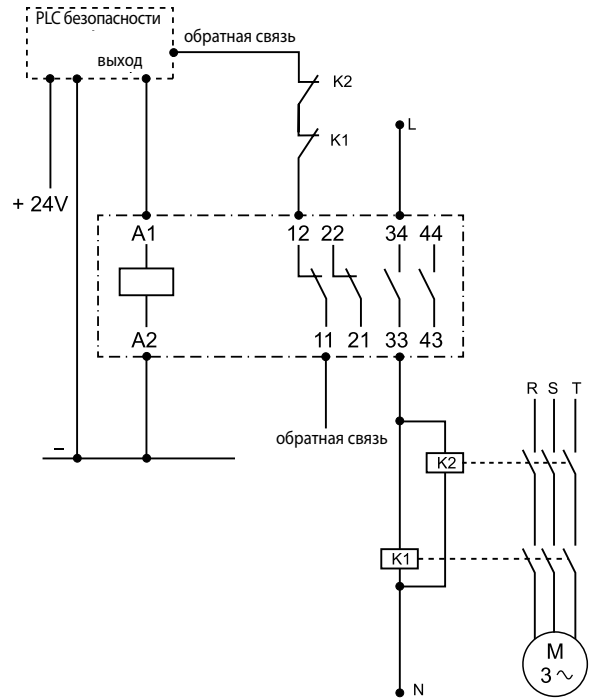 PLC безопасности
выход
обратная связь
K2
K1
L
+ 24V
A1
12 22
34 44
A2
11 21
33 43
обратная связь
–
R S T
K2
K1
M
3 ~
N